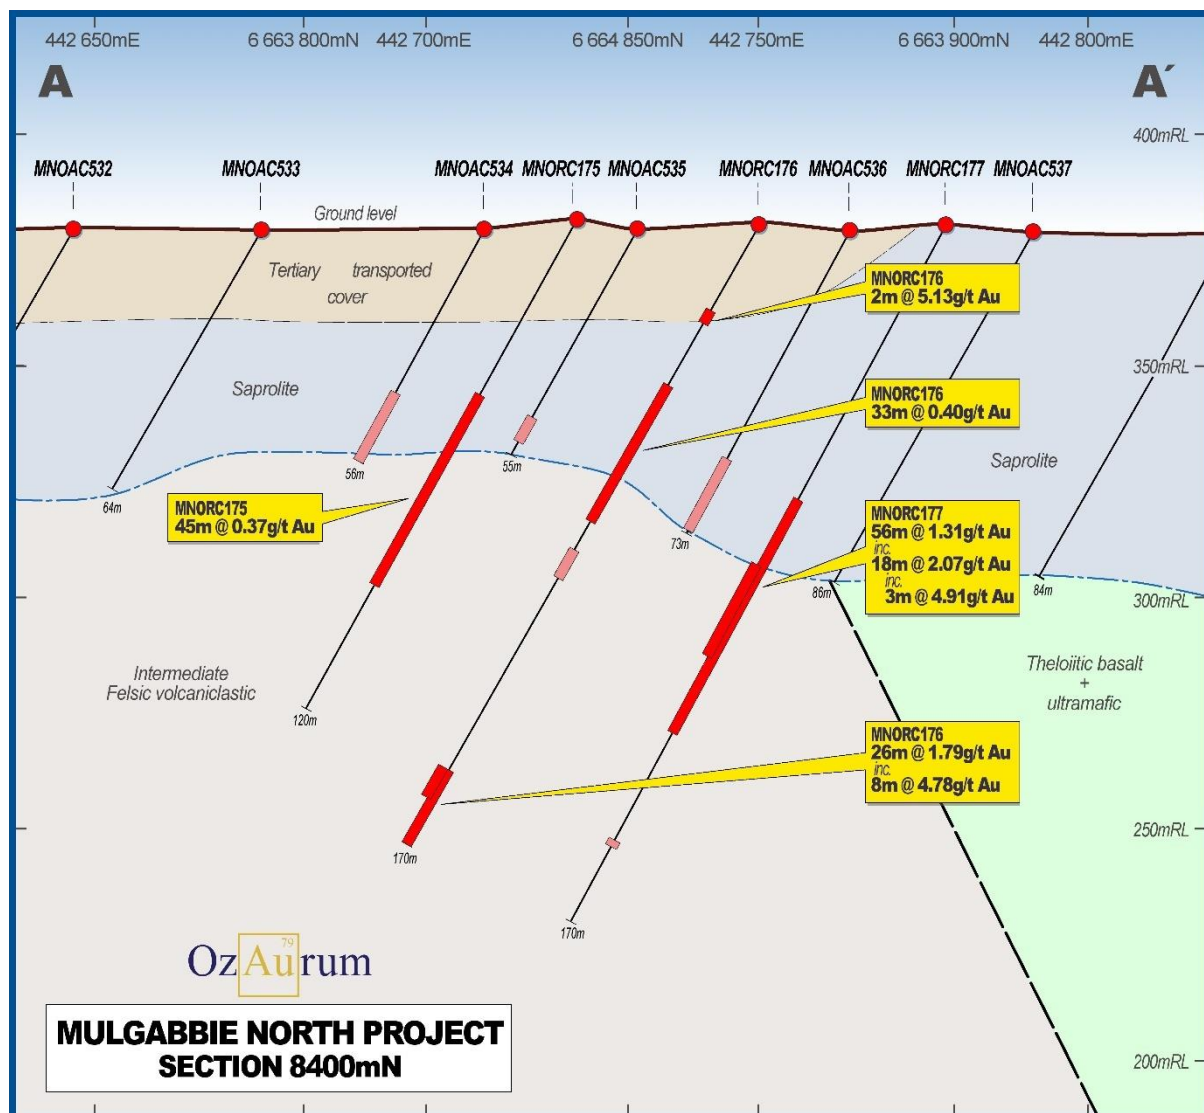 442 650mE
6 663 800mN
442 700mE
6 664 850mN
442 750mE
6 663 900mN
442 800mE
A
A´
400mRL
MNOAC532
MNOAC533
MNOAC534
MNORC175
MNOAC535
MNORC176
MNOAC536
MNORC177
MNOAC537
Ground level
Tertiary transported
cover
MNORC176
2m @ 5.13g/t Au
350mRL
Saprolite
MNORC176
33m @ 0.40g/t Au
Saprolite
56m
55m
64m
MNORC175
45m @ 0.37g/t Au
73m
MNORC177
56m @ 1.31g/t Au
inc.
18m @ 2.07g/t Au
inc.
3m @ 4.91g/t Au
86m
84m
300mRL
Intermediate
Felsic volcaniclastic
Theloiitic basalt
+
ultramafic
120m
MNORC176
26m @ 1.79g/t Au
inc.
8m @ 4.78g/t Au
250mRL
170m
170m
79
OzAurum
MULGABBIE NORTH PROJECT
SECTION 8400mN
200mRL